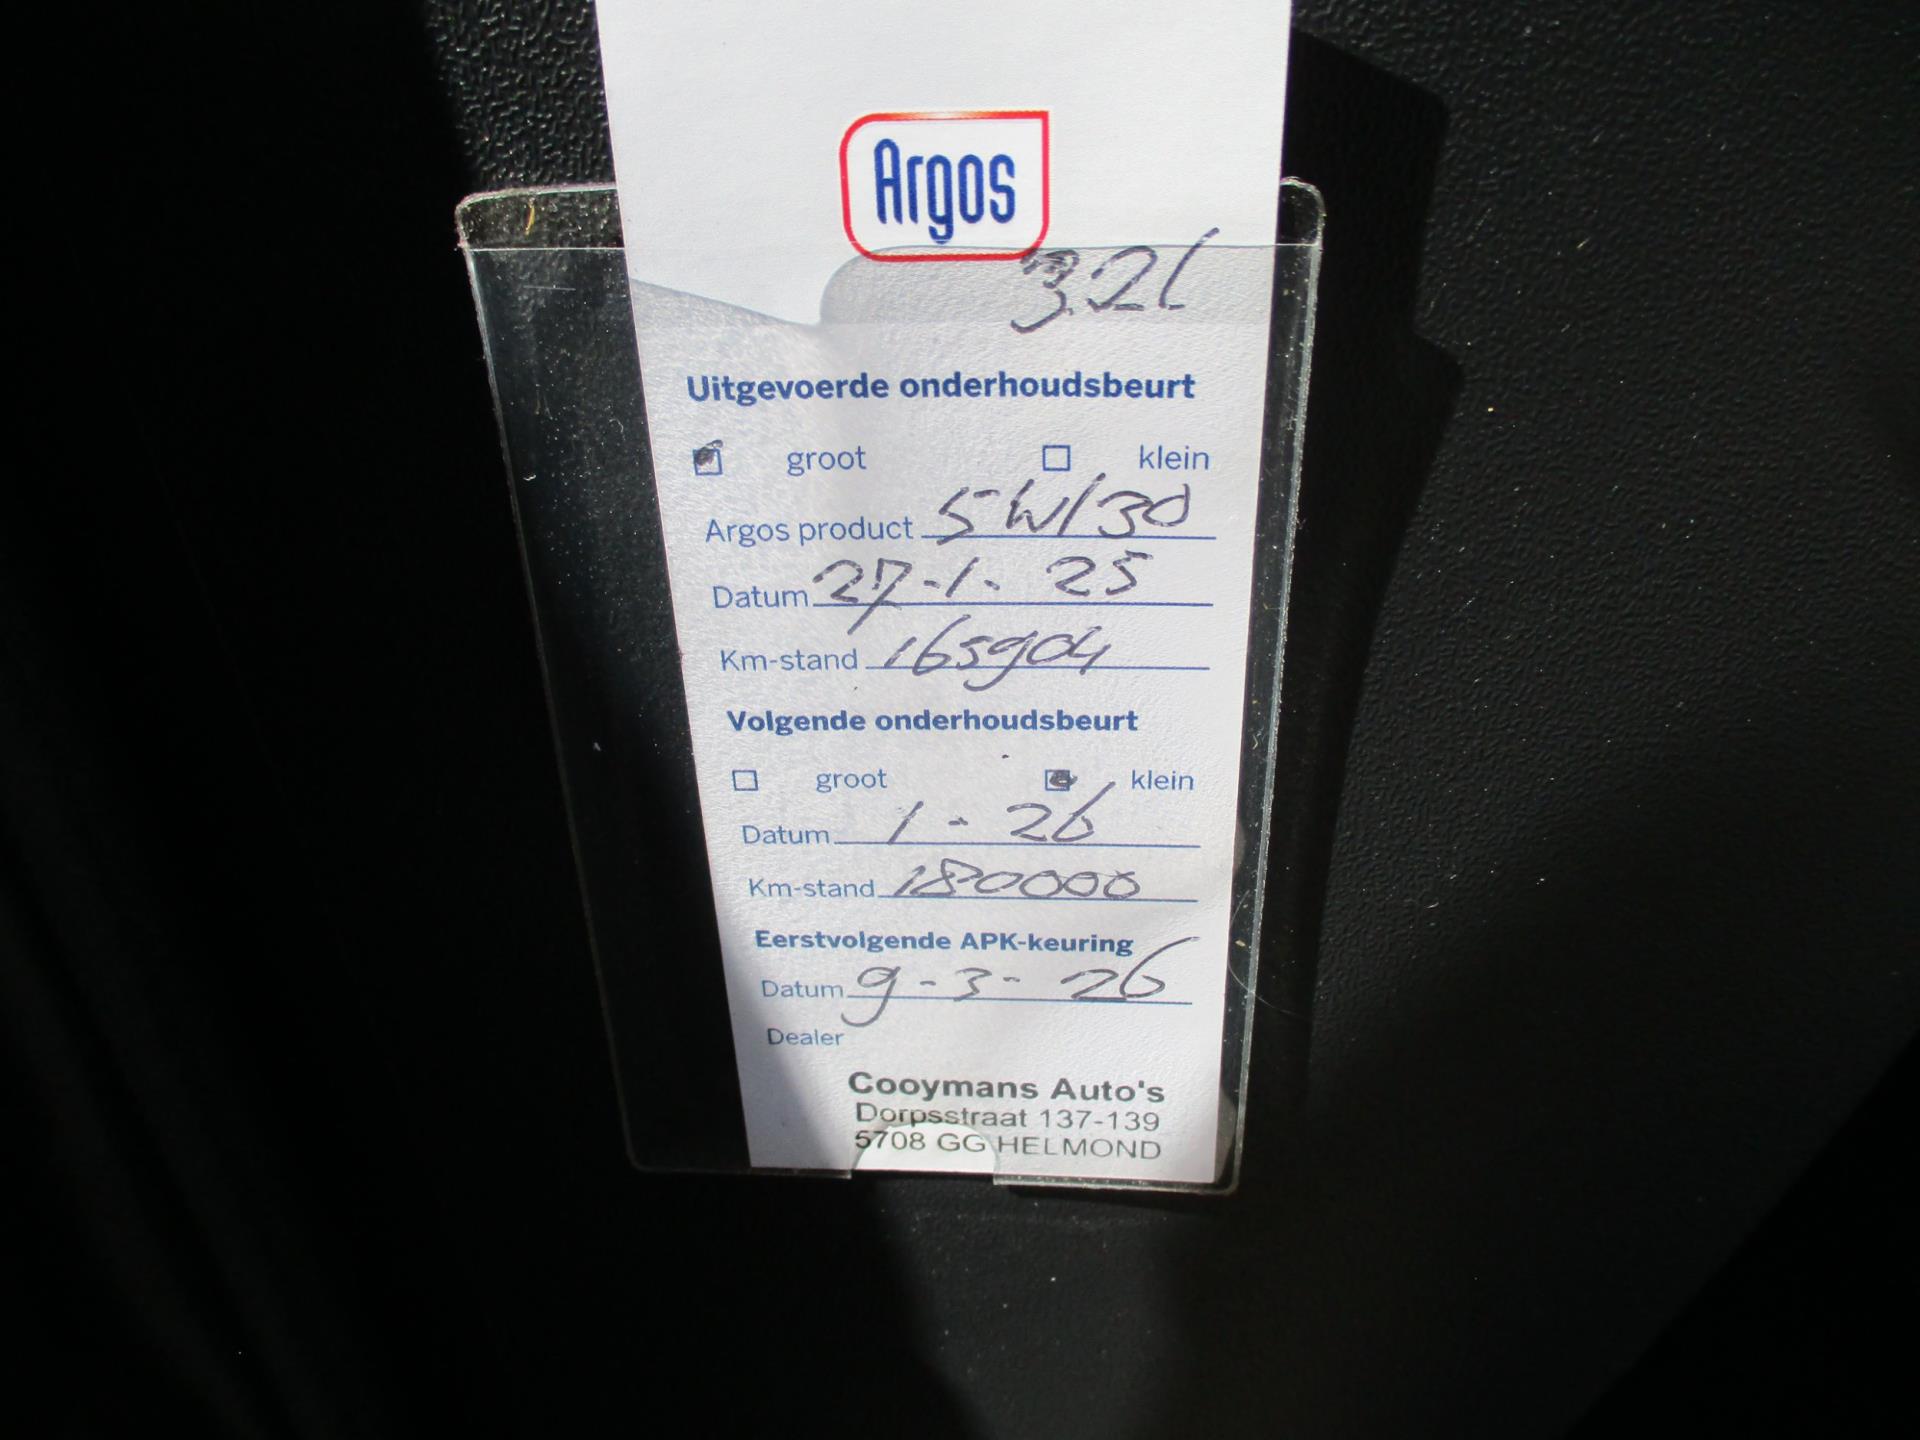 Argos
3.2l
Uitgevoerde onderhoudsbeurt
groot klein
Argos product 5W/30
Datum 27-1-25
Km-stand 165904
Volgende onderhoudsbeurt
groot klein
Datum 1-26
Km-stand 180000
Eerstvolgende APK-keuring
Datum 9-3-26
Dealer
Cooymans Auto's
Dorpsstraat 137-139
5708 GG HELMOND